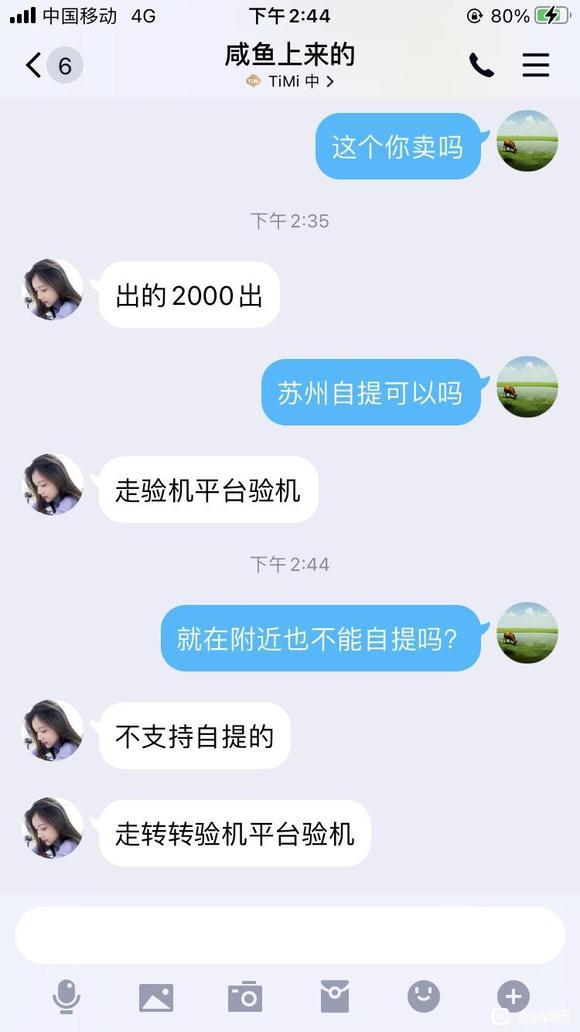 中国移动 4G 下午2:44 80%
6 咸鱼上来的
TiMi 中
这个你卖吗
下午2:35
出的2000出
苏州自提可以吗
走验机平台验机
下午2:44
就在附近也不能自提吗?
不支持自提的
走转转验机平台验机
@ps5吧